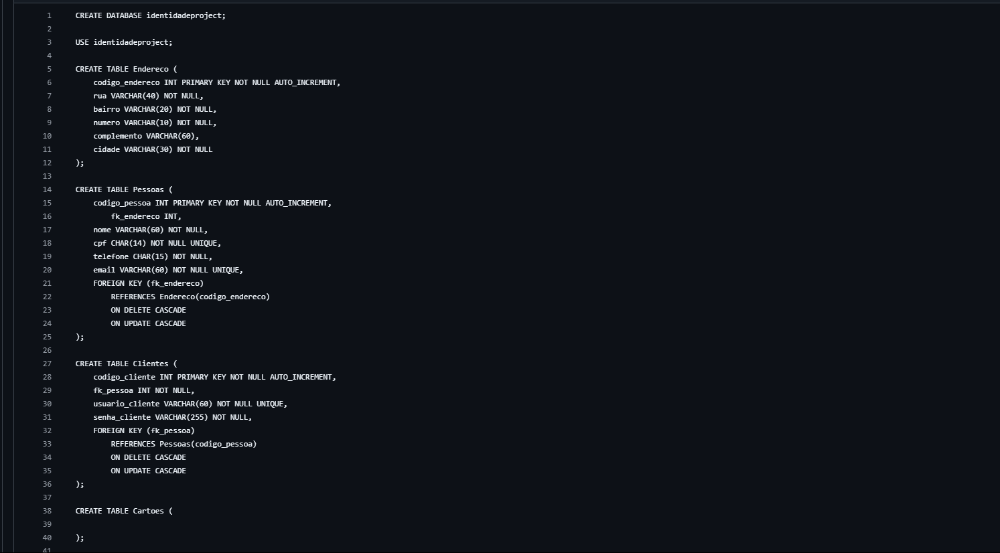 1 CREATE DATABASE identidadeproject;
2
3 USE identidadeproject;
4
5 CREATE TABLE Endereco (
6 codigo_endereco INT PRIMARY KEY NOT NULL AUTO_INCREMENT,
7 rua VARCHAR(40) NOT NULL,
8 bairro VARCHAR(20) NOT NULL,
9 numero VARCHAR(10) NOT NULL,
10 complemento VARCHAR(60),
11 cidade VARCHAR(30) NOT NULL
12 );
13
14 CREATE TABLE Pessoas (
15 codigo_pessoa INT PRIMARY KEY NOT NULL AUTO_INCREMENT,
16 fk_endereco INT,
17 nome VARCHAR(60) NOT NULL,
18 cpf CHAR(14) NOT NULL UNIQUE,
19 telefone CHAR(15) NOT NULL,
20 email VARCHAR(60) NOT NULL UNIQUE,
21 FOREIGN KEY (fk_endereco)
22 REFERENCES Endereco(codigo_endereco)
23 ON DELETE CASCADE
24 ON UPDATE CASCADE
25 );
26
27 CREATE TABLE Clientes (
28 codigo_cliente INT PRIMARY KEY NOT NULL AUTO_INCREMENT,
29 fk_pessoa INT NOT NULL,
30 usuario_cliente VARCHAR(60) NOT NULL UNIQUE,
31 senha_cliente VARCHAR(255) NOT NULL,
32 FOREIGN KEY (fk_pessoa)
33 REFERENCES Pessoas(codigo_pessoa)
34 ON DELETE CASCADE
35 ON UPDATE CASCADE
36 );
37
38 CREATE TABLE Cartoes (
39
40 );
41